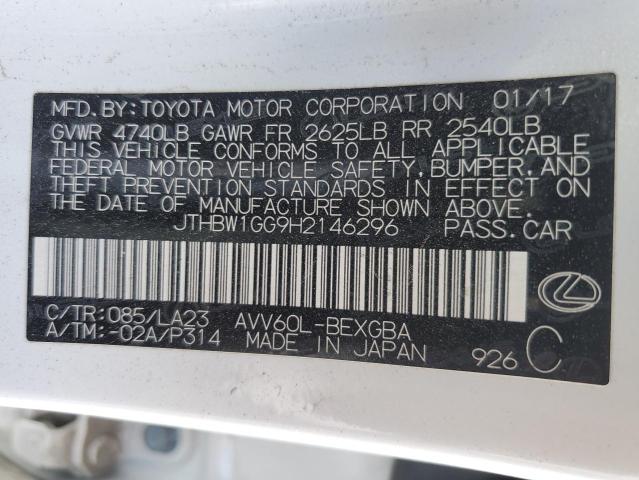 MFD.BY:TOYOTA MOTOR CORPORATION 01/17
GVWR 4740LB GAWR FR 2625LB RR 2540LB
THIS VEHICLE CONFORMS TO ALL APPLICABLE
FEDERAL MOTOR VEHICLE SAFETY,BUMPER,AND
THEFT PREVENTION STANDARDS IN EFFECT ON
THE DATE OF MANUFACTURE SHOWN ABOVE.
JTHBW1GG9H2146296 PASS.CAR
C/TR:085/LA23 AVV60L-BEXGBA
A/TM:-02A/P314 MADE IN JAPAN 926 C